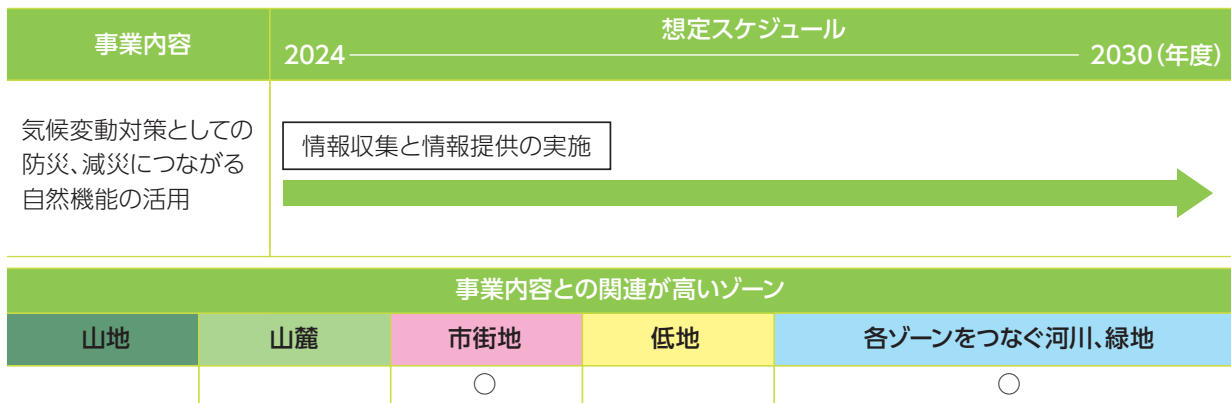 事業内容
想定スケジュール
2024 2030(年度)
気候変動対策としての
防災、減災につながる
自然機能の活用
情報収集と情報提供の実施
事業内容との関連が高いゾーン
山地 山麓 市街地 低地 各ゾーンをつなぐ河川、緑地
○ ○